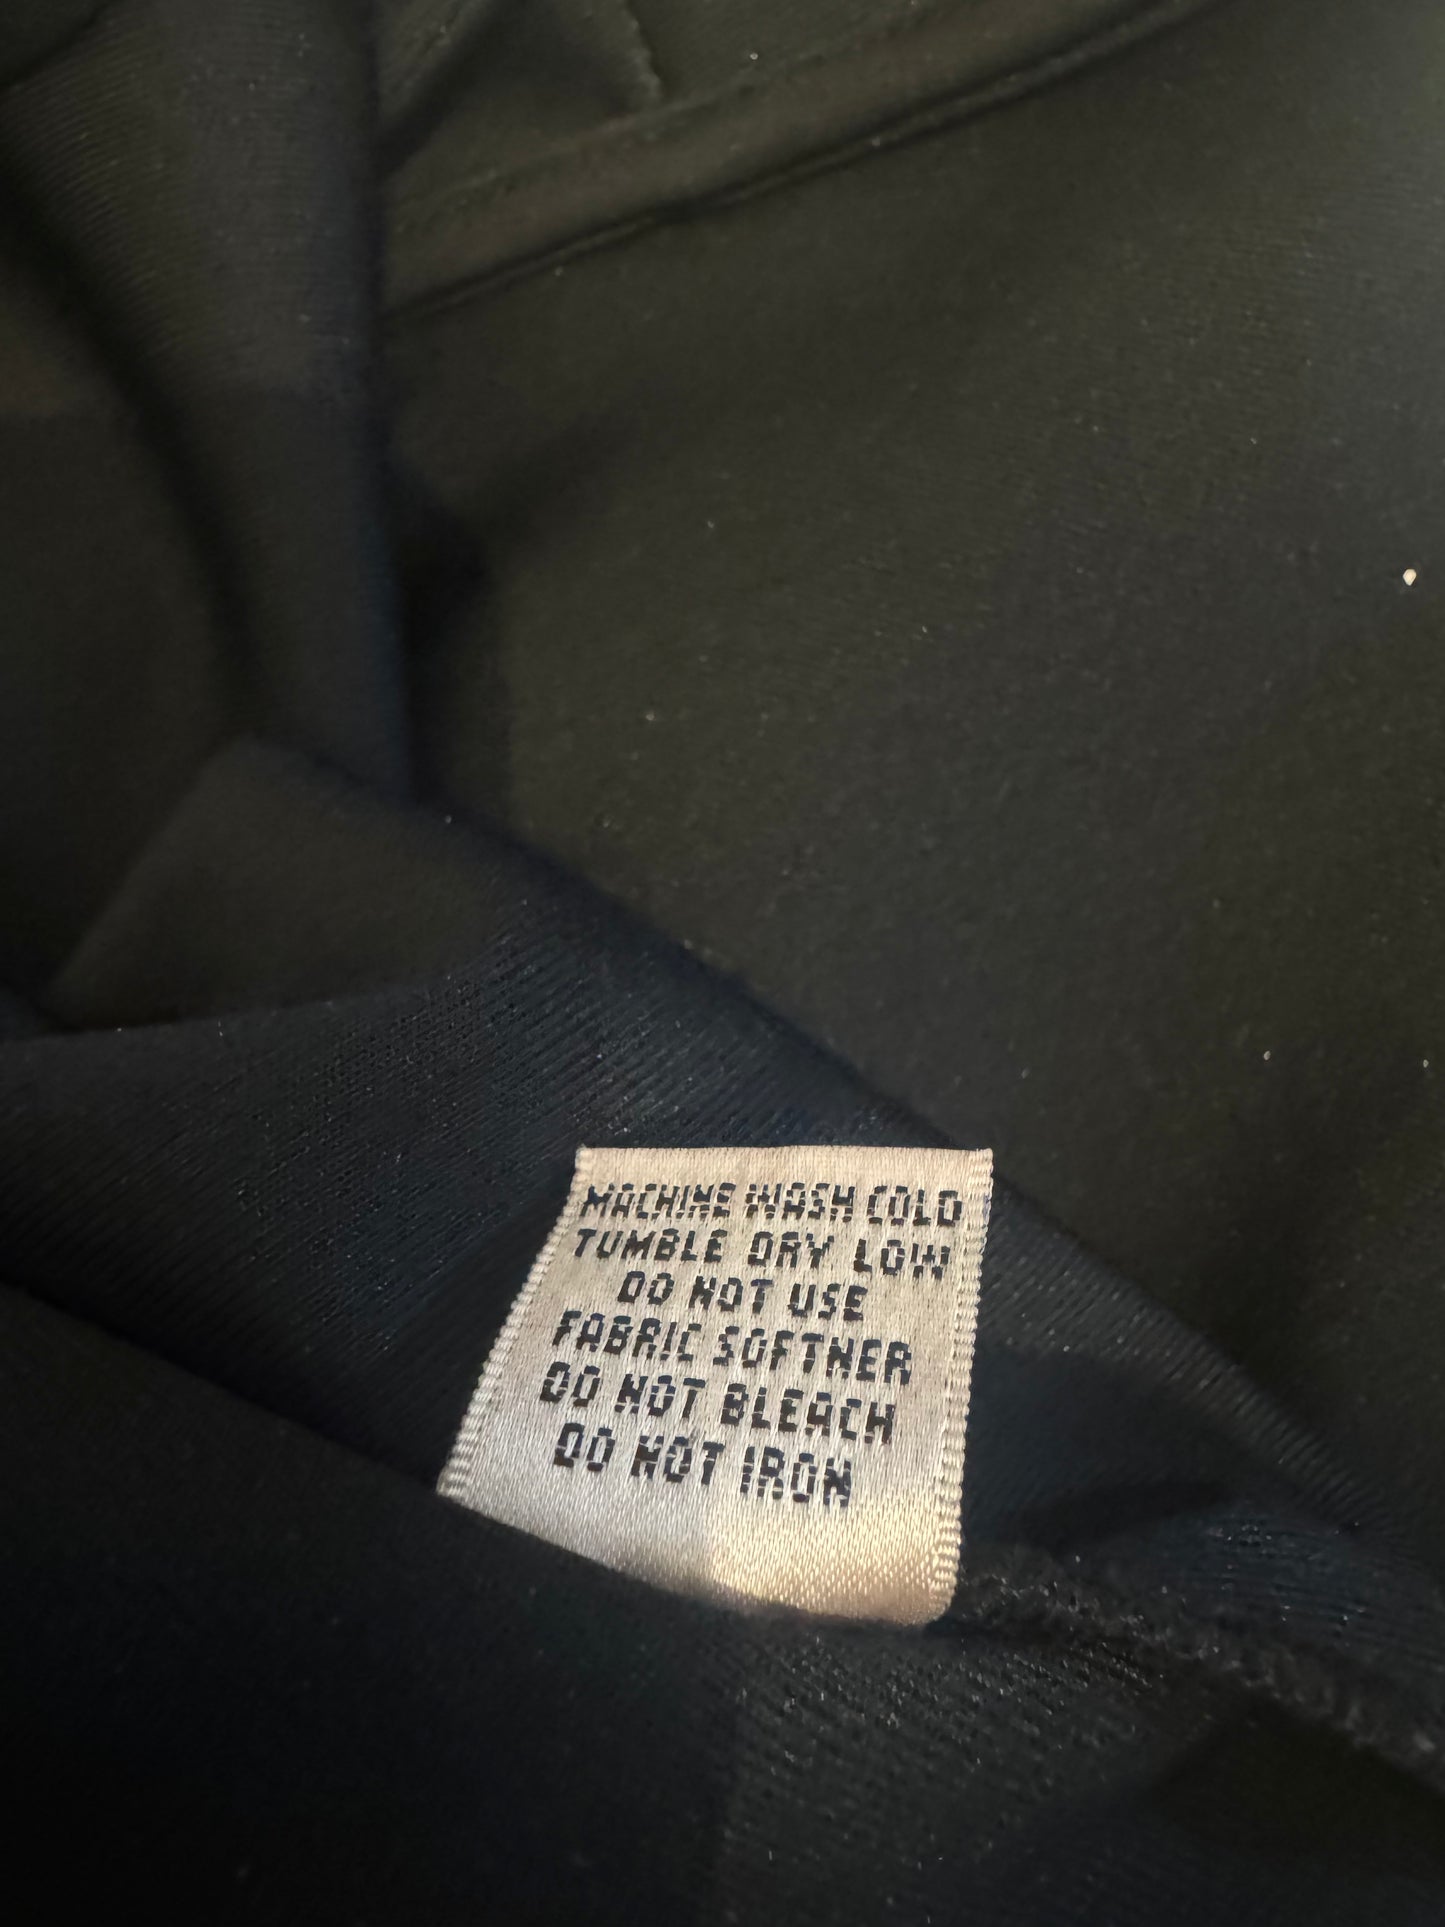 MACHINE WASH COLD
TUMBLE DRY LOW
DO NOT USE
FABRIC SOFTNER
DO NOT BLEACH
DO NOT IRON